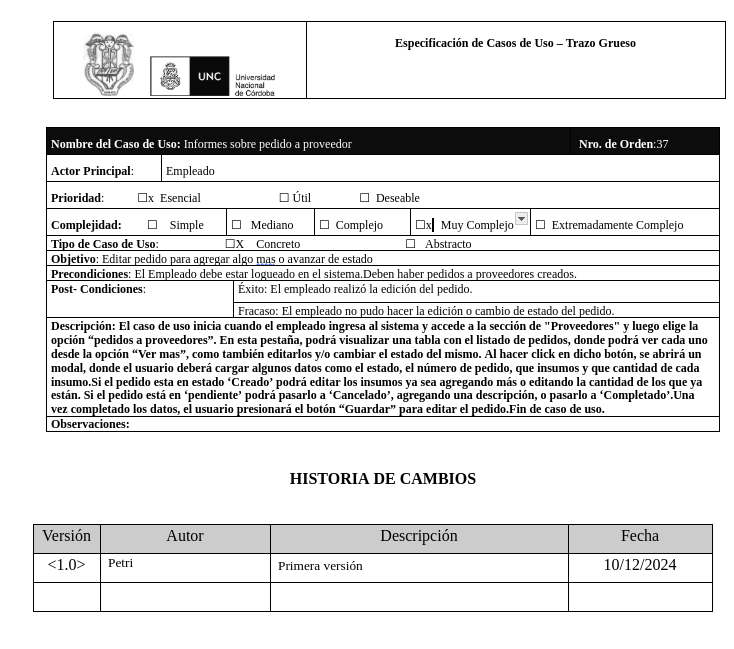 Especificación de Casos de Uso – Trazo Grueso
UNC
Universidad
Nacional
de Córdoba
Nombre del Caso de Uso: Informes sobre pedido a proveedor Nro. de Orden:37
Actor Principal: Empleado
Prioridad: ☐x Esencial ☐ Útil ☐ Deseable
Complejidad: ☐ Simple ☐ Mediano ☐ Complejo ☐x Muy Complejo ☐ Extremadamente Complejo
Tipo de Caso de Uso: ☐X Concreto ☐ Abstracto
Objetivo: Editar pedido para agregar algo mas o avanzar de estado
Precondiciones: El Empleado debe estar logueado en el sistema.Deben haber pedidos a proveedores creados.
Post- Condiciones: Éxito: El empleado realizó la edición del pedido.
Fracaso: El empleado no pudo hacer la edición o cambio de estado del pedido.
Descripción: El caso de uso inicia cuando el empleado ingresa al sistema y accede a la sección de "Proveedores" y luego elige la
opción “pedidos a proveedores”. En esta pestaña, podrá visualizar una tabla con el listado de pedidos, donde podrá ver cada uno
desde la opción “Ver mas”, como también editarlos y/o cambiar el estado del mismo. Al hacer click en dicho botón, se abrirá un
modal, donde el usuario deberá cargar algunos datos como el estado, el número de pedido, que insumos y que cantidad de cada
insumo.Si el pedido esta en estado ‘Creado’ podrá editar los insumos ya sea agregando más o editando la cantidad de los que ya
están. Si el pedido está en ‘pendiente’ podrá pasarlo a ‘Cancelado’, agregando una descripción, o pasarlo a ‘Completado’.Una
vez completado los datos, el usuario presionará el botón “Guardar” para editar el pedido.Fin de caso de uso.
Observaciones:
HISTORIA DE CAMBIOS
Versión Autor Descripción Fecha
<1.0> Petri Primera versión 10/12/2024